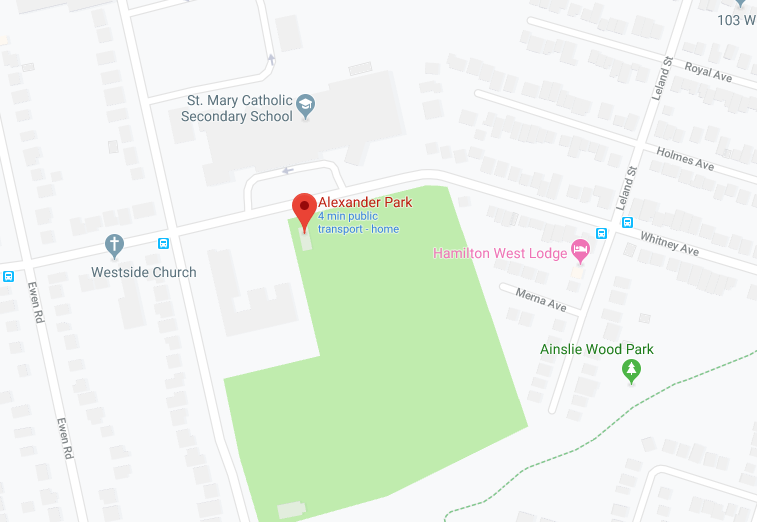 103 W
Royal Ave
Leland St
St. Mary Catholic
Secondary School
Holmes Ave
Leland St
Alexander Park
4 min public
transport - home
Whitney Ave
Hamilton West Lodge
Westside Church
Ewen Rd
Merna Ave
Ainslie Wood Park
Ewen Rd